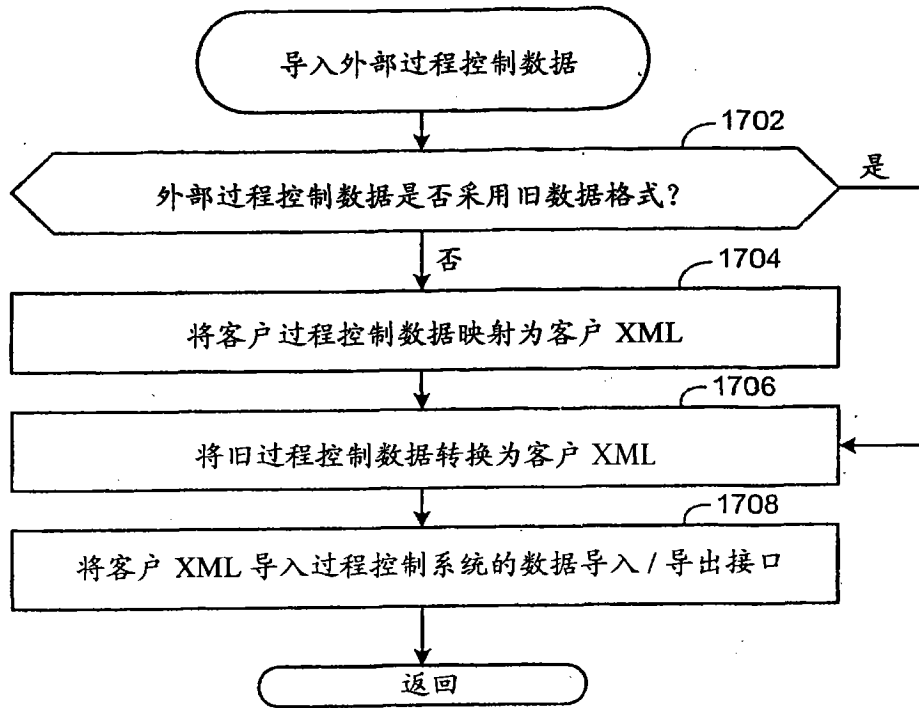 导入外部过程控制数据
1702
外部过程控制数据是否采用旧数据格式?
是
否
1704
将客户过程控制数据映射为客户 XML
1706
将旧过程控制数据转换为客户 XML
1708
将客户 XML 导入过程控制系统的数据导入 / 导出接口
返回